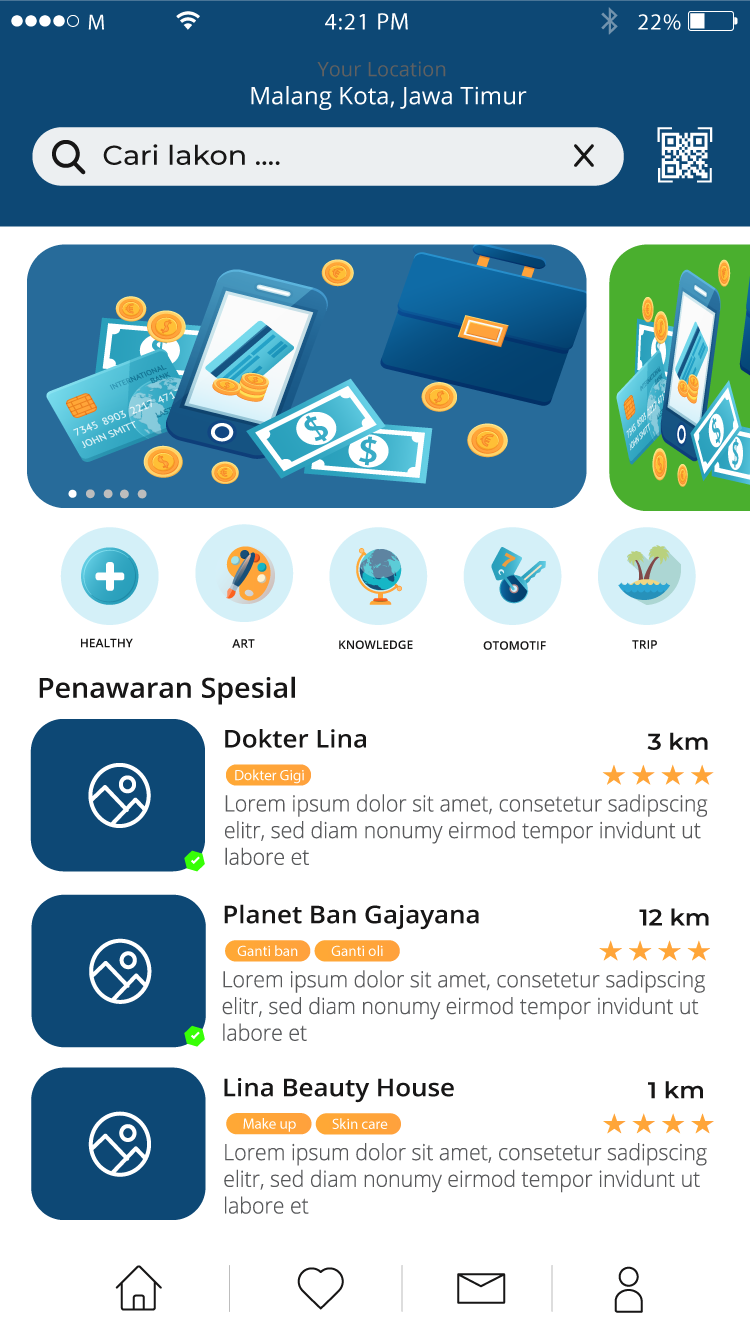 M 4:21 PM 22%
Your Location
Malang Kota, Jawa Timur
Cari lakon ....
INTERNATIONAL
BANK
7345 8903 2217 471
JOHN SMITT
HEALTHY ART KNOWLEDGE OTOMOTIF TRIP
Penawaran Spesial
Dokter Lina 3 km
Dokter Gigi
Lorem ipsum dolor sit amet, consetetur sadipscing
elitr, sed diam nonumy eirmod tempor invidunt ut
labore et
Planet Ban Gajayana 12 km
Ganti ban Ganti oli
Lorem ipsum dolor sit amet, consetetur sadipscing
elitr, sed diam nonumy eirmod tempor invidunt ut
labore et
Lina Beauty House 1 km
Make up Skin care
Lorem ipsum dolor sit amet, consetetur sadipscing
elitr, sed diam nonumy eirmod tempor invidunt ut
labore et